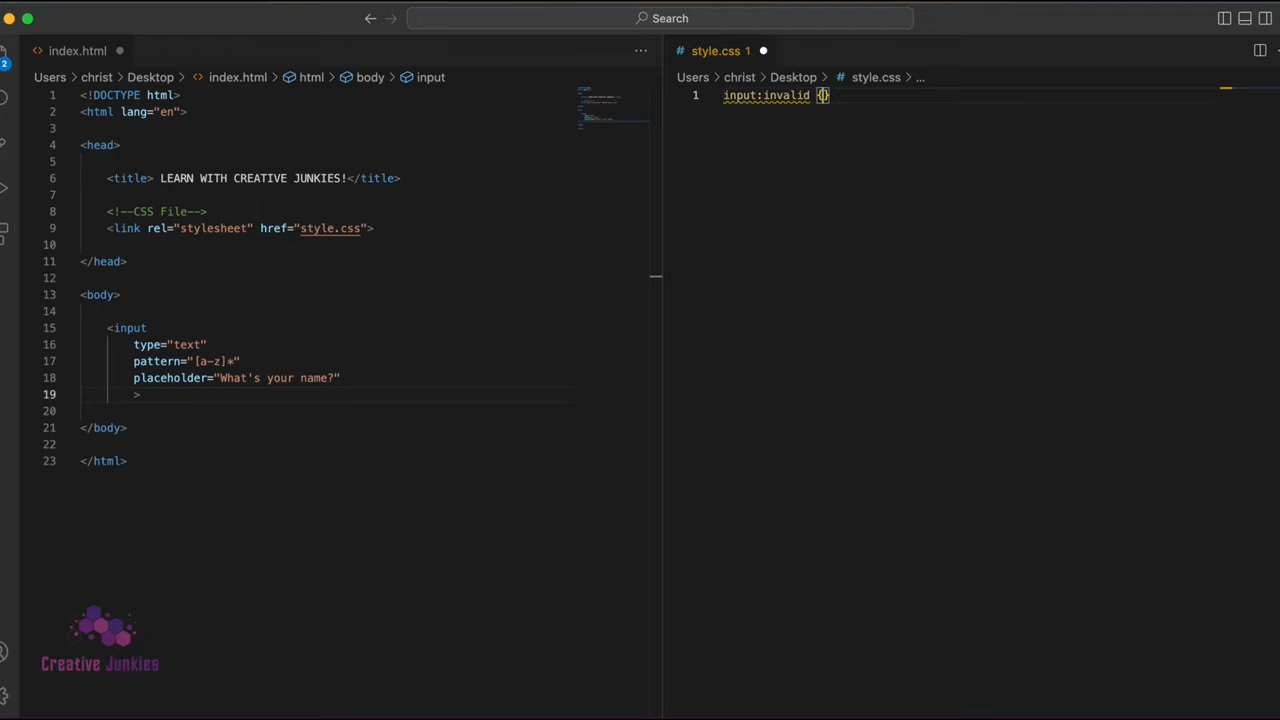 Search
index.html
style.css 1
2
Users christ Desktop index.html html body input
Users christ Desktop # style.css ...
1 <!DOCTYPE html>
2 <html lang="en">
3
4 <head>
5
6 <title> LEARN WITH CREATIVE JUNKIES!</title>
7
8 <!--CSS File-->
9 <link rel="stylesheet" href="style.css">
10
11 </head>
12
13 <body>
14
15 <input
16 type="text"
17 pattern="[a-z]*"
18 placeholder="What's your name?"
19 >
20
21 </body>
22
23 </html>
1 input:invalid {}
Creative Junkies